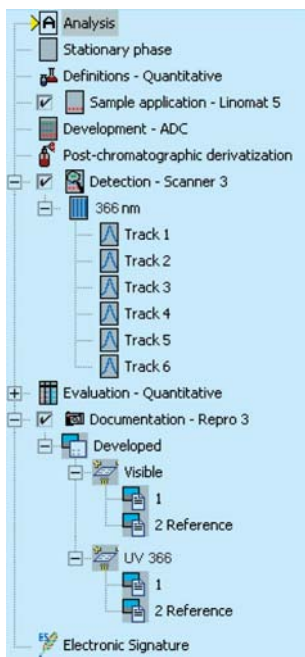 Analysis
Stationary phase
Definitions - Quantitative
Sample application - Linomat 5
Development - ADC
Post-chromatographic derivatization
Detection - Scanner 3
366 nm
Track 1
Track 2
Track 3
Track 4
Track 5
Track 6
Evaluation - Quantitative
Documentation - Repro 3
Developed
Visible
1
2 Reference
UV 366
1
2 Reference
Electronic Signature